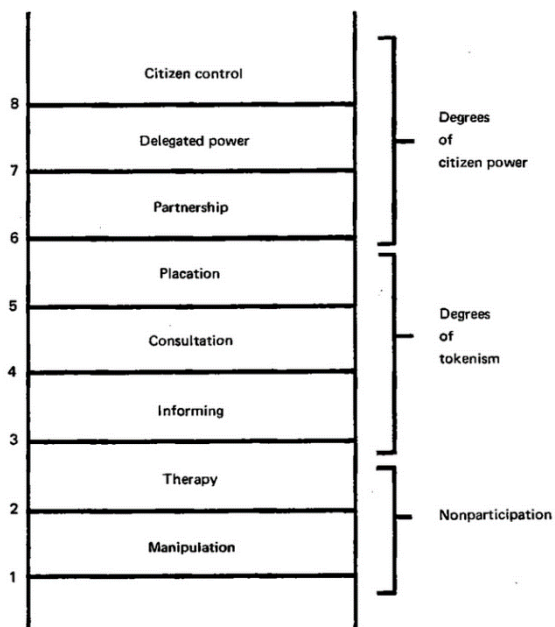 Citizen control
8
Delegated power
7
Partnership
6
Placation
5
Consultation
4
Informing
3
Therapy
2
Manipulation
1
Degrees
of
citizen power
Degrees
of
tokenism
Nonparticipation